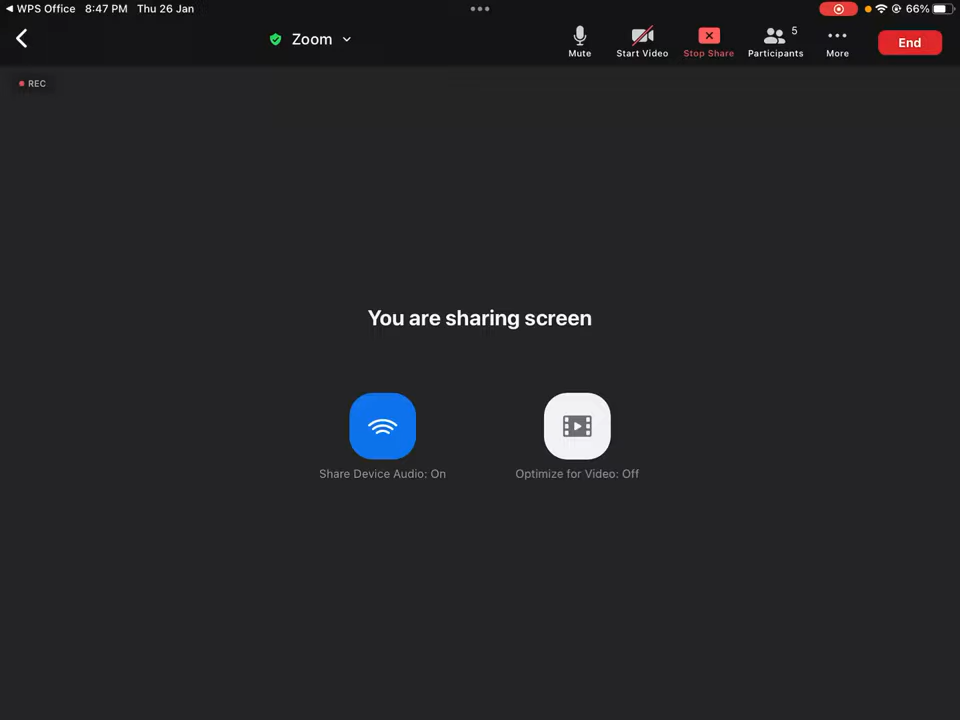 WPS Office 8:47 PM Thu 26 Jan
66%
Zoom
Mute
Start Video
Stop Share
5
Participants
More
End
REC
You are sharing screen
Share Device Audio: On
Optimize for Video: Off